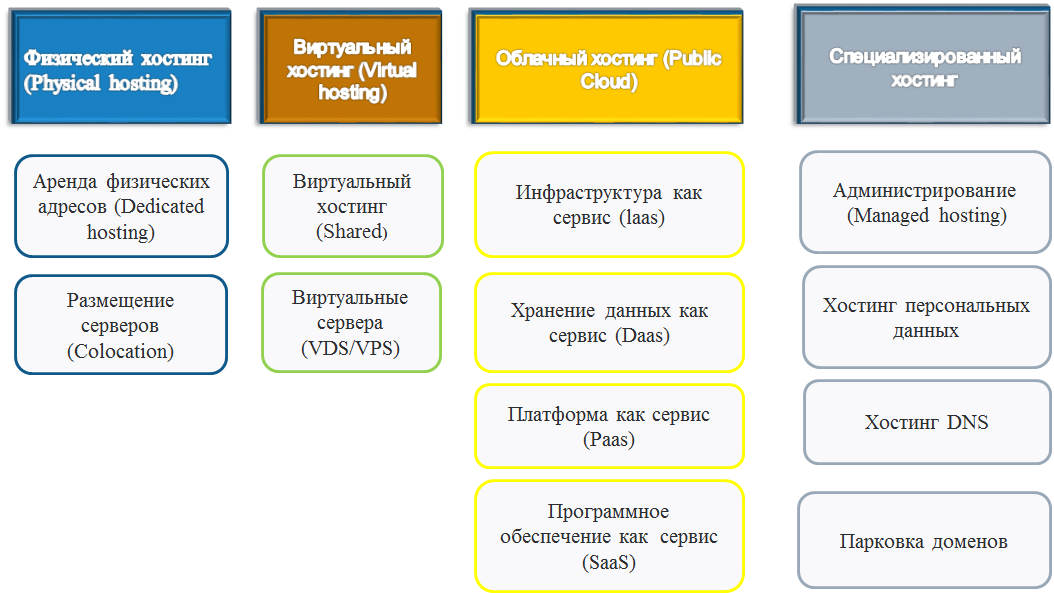 Физический хостинг
(Physical hosting)
Виртуальный
хостинг (Virtual
hosting)
Облачный хостинг (Public
Cloud)
Специализированный
хостинг
Аренда физических
адресов (Dedicated
hosting)
Размещение
серверов
(Colocation)
Виртуальный
хостинг
(Shared)
Виртуальные
сервера
(VDS/VPS)
Инфраструктура как
сервис (laas)
Хранение данных как
сервис (Daas)
Платформа как сервис
(Paas)
Программное
обеспечение как сервис
(SaaS)
Администрирование
(Managed hosting)
Хостинг персональных
данных
Хостинг DNS
Парковка доменов